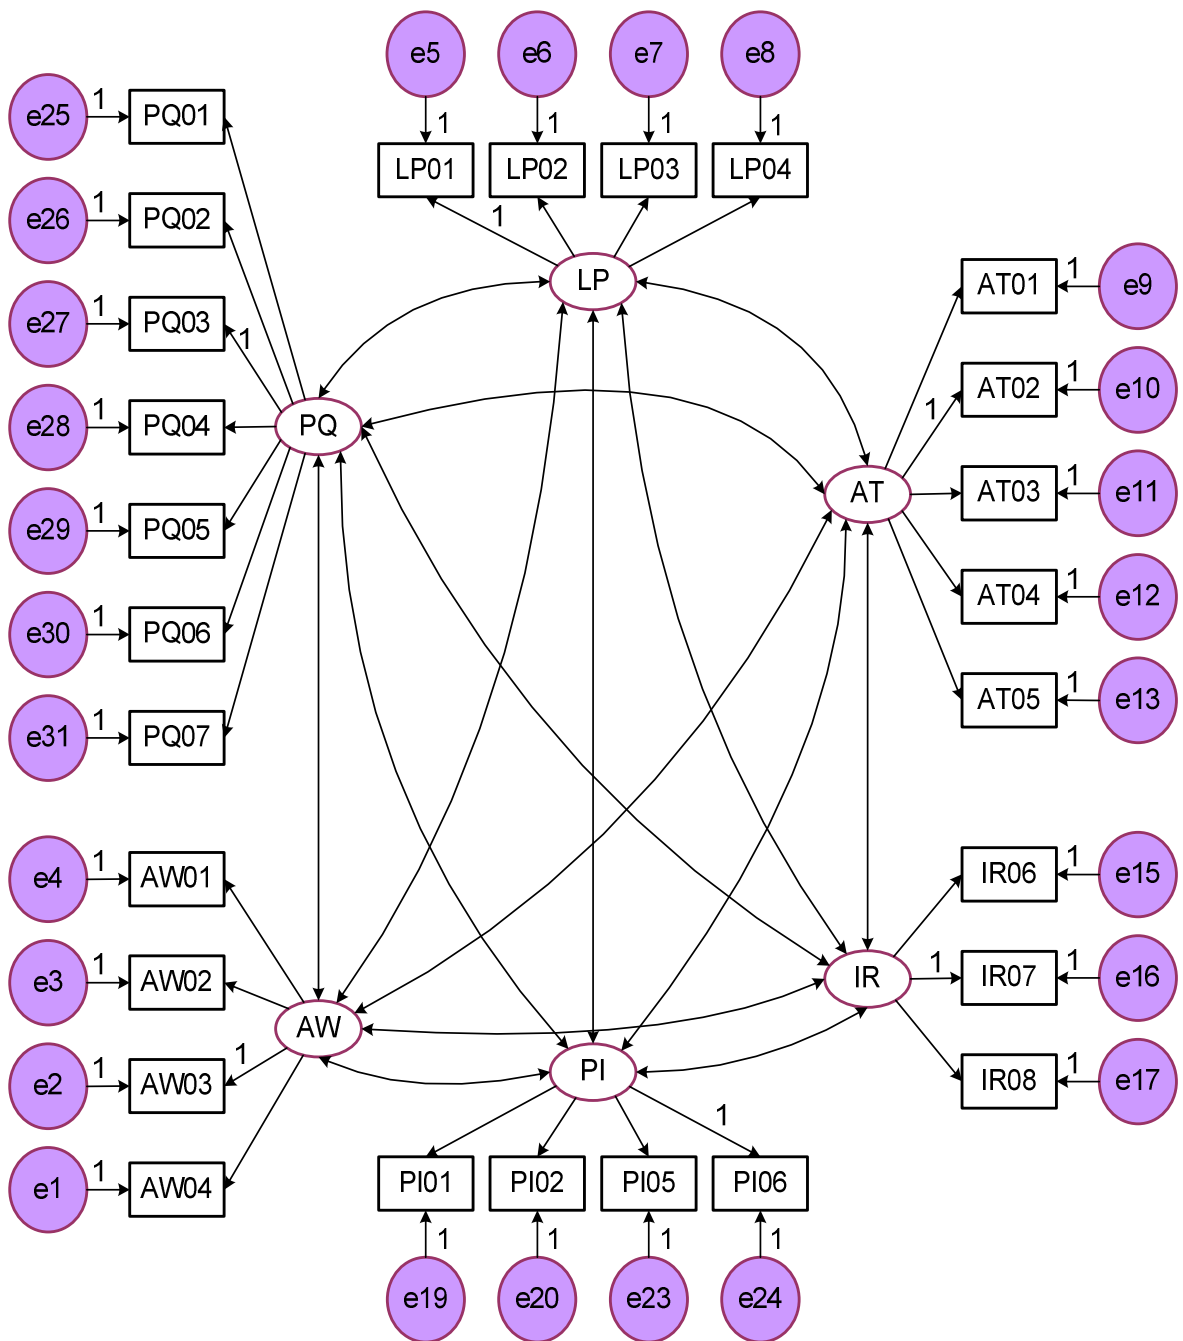 e5 e6 e7 e8
1 1 1 1
LP01 LP02 LP03 LP04
1
LP
e25 1 PQ01
e26 1 PQ02
e27 1 PQ03
1
e28 1 PQ04
e29 1 PQ05
e30 1 PQ06
e31 1 PQ07
PQ
AT01 1 e9
1 AT02 1 e10
AT03 1 e11
AT04 1 e12
AT05 1 e13
AT
e4 1 AW01
e3 1 AW02
e2 1 AW03 1
e1 1 AW04
AW
IR06 1 e15
1 IR07 1 e16
IR08 1 e17
IR
PI
1
PI01 PI02 PI05 PI06
1 1 1 1
e19 e20 e23 e24